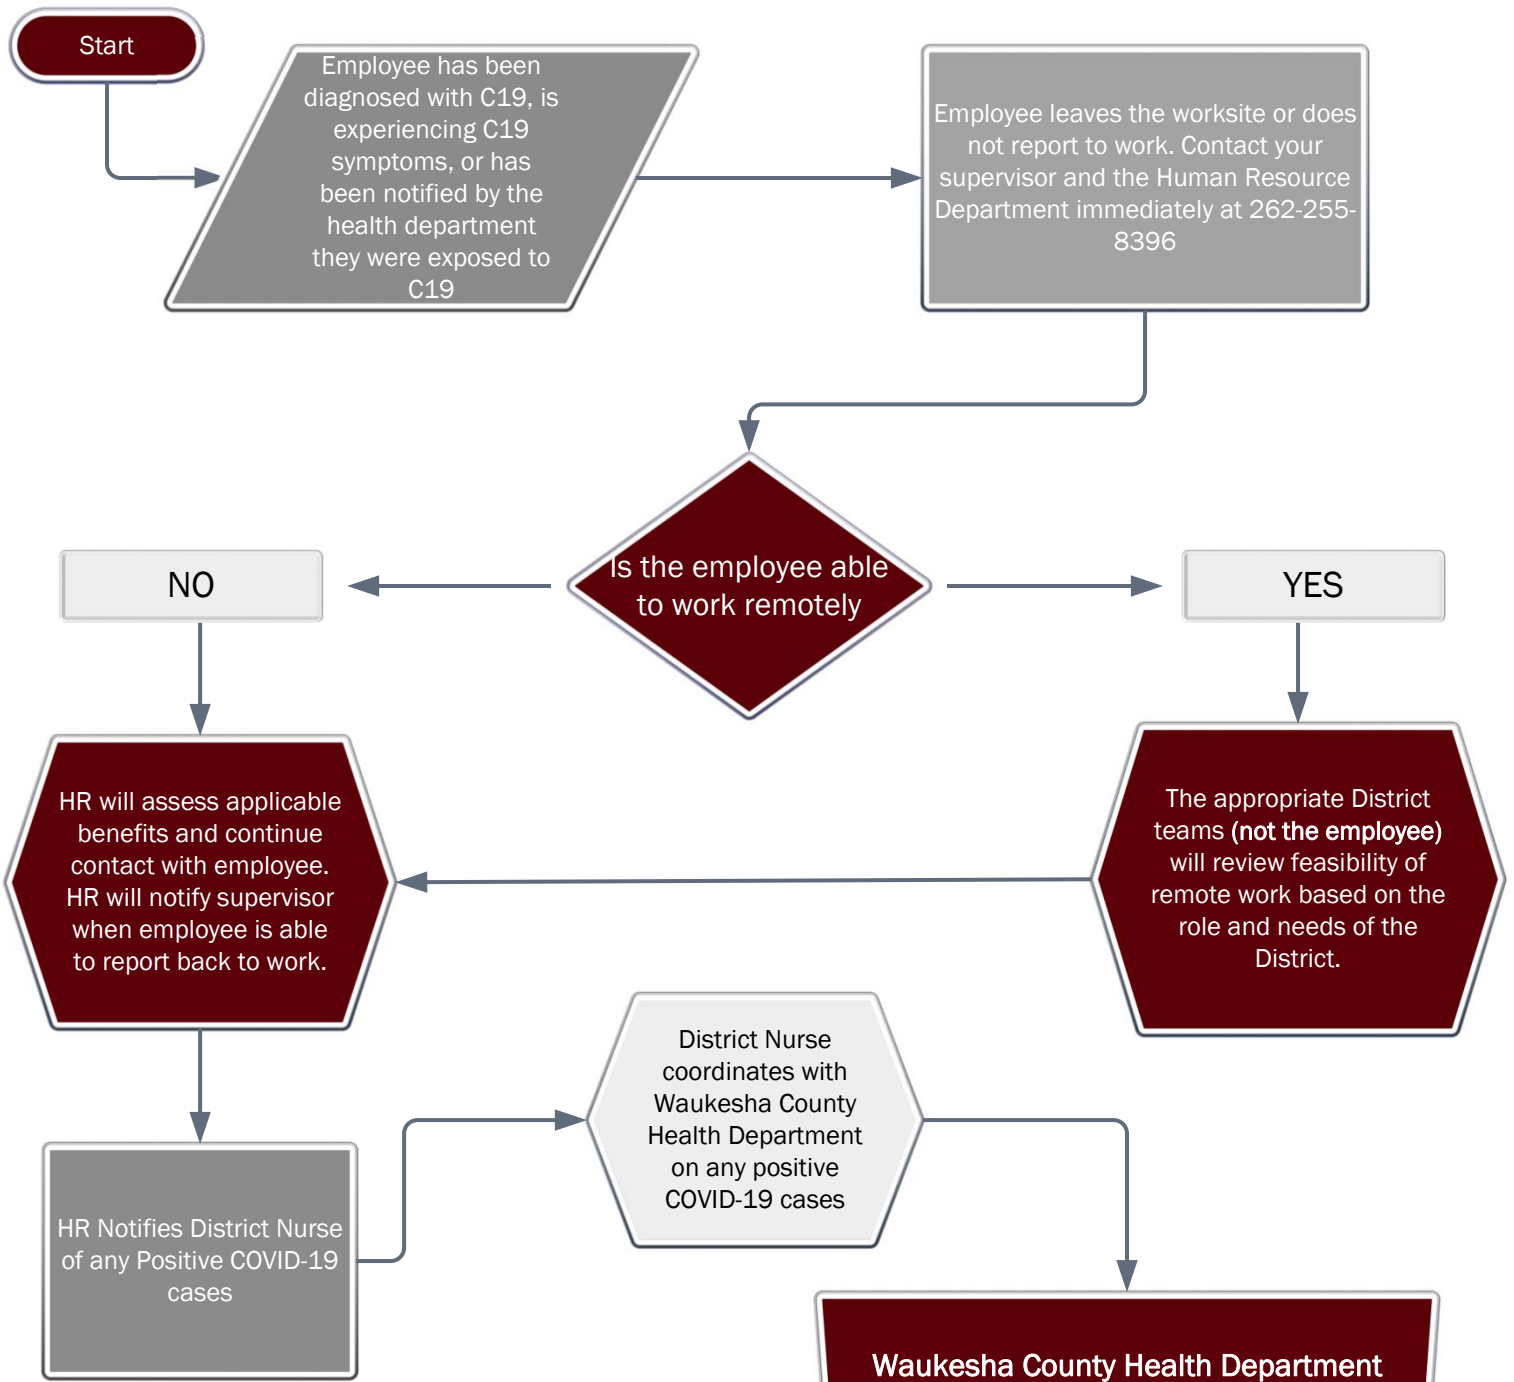 Start
Employee has been
diagnosed with C19, is
experiencing C19
symptoms, or has
been notified by the
health department
they were exposed to
C19
Employee leaves the worksite or does
not report to work. Contact your
supervisor and the Human Resource
Department immediately at 262-255-
8396
Is the employee able
to work remotely
NO
YES
HR will assess applicable
benefits and continue
contact with employee.
HR will notify supervisor
when employee is able
to report back to work.
The appropriate District
teams (not the employee)
will review feasibility of
remote work based on the
role and needs of the
District.
HR Notifies District Nurse
of any Positive COVID-19
cases
District Nurse
coordinates with
Waukesha County
Health Department
on any positive
COVID-19 cases
Waukesha County Health Department